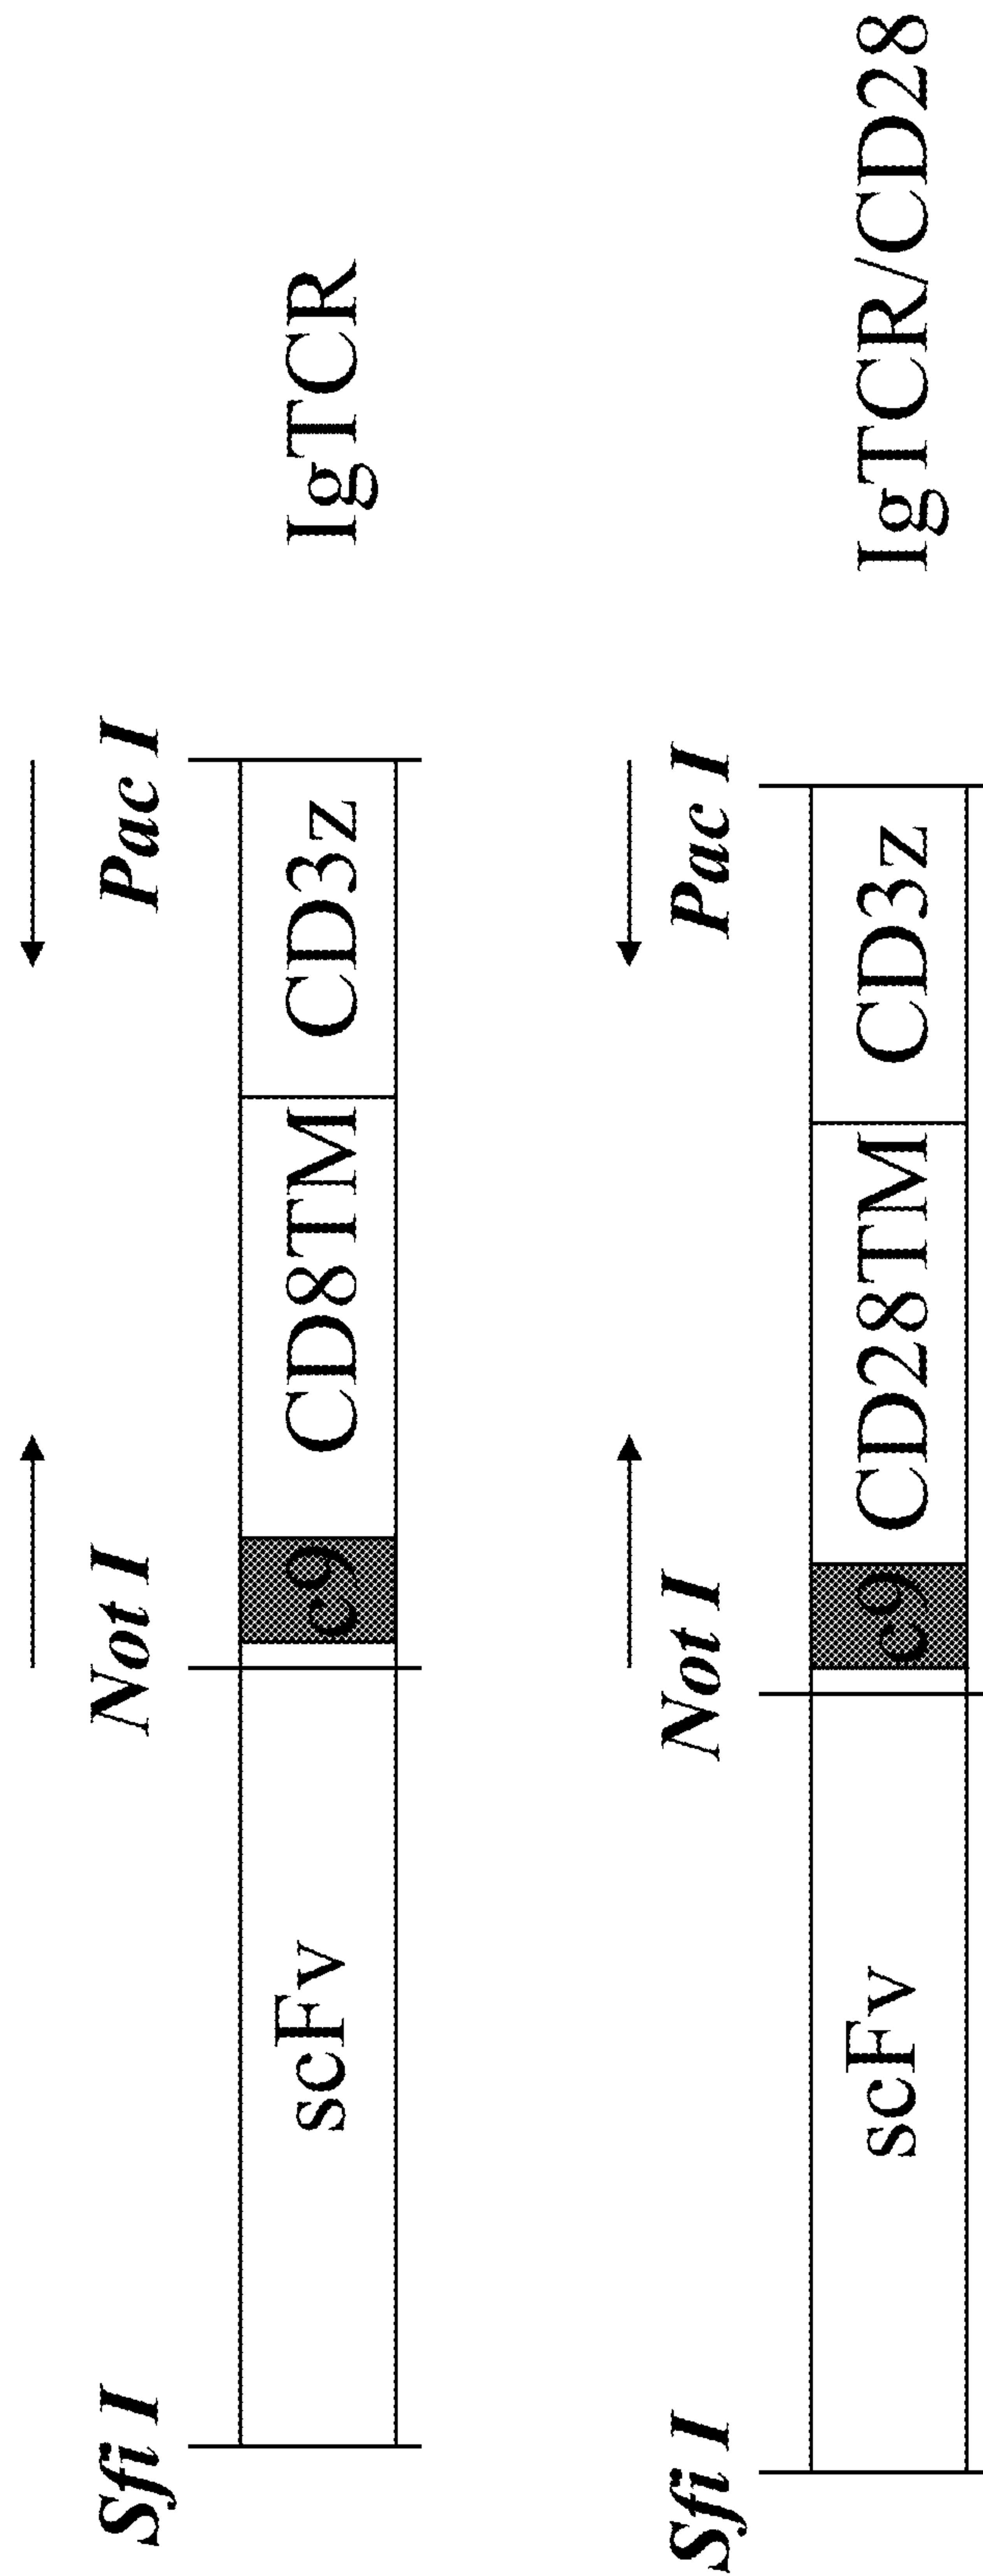 Sfi I Not I Pac I
scFv c9 CD8TM CD3z IgTCR
Sfi I Not I Pac I
scFv c9 CD28TM CD3z IgTCR/CD28